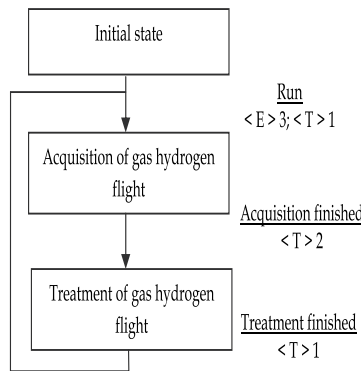 Initial state
Run
< E > 3; < T > 1
Acquisition of gas hydrogen
flight
Acquisition finished
< T > 2
Treatment of gas hydrogen
flight
Treatment finished
< T > 1